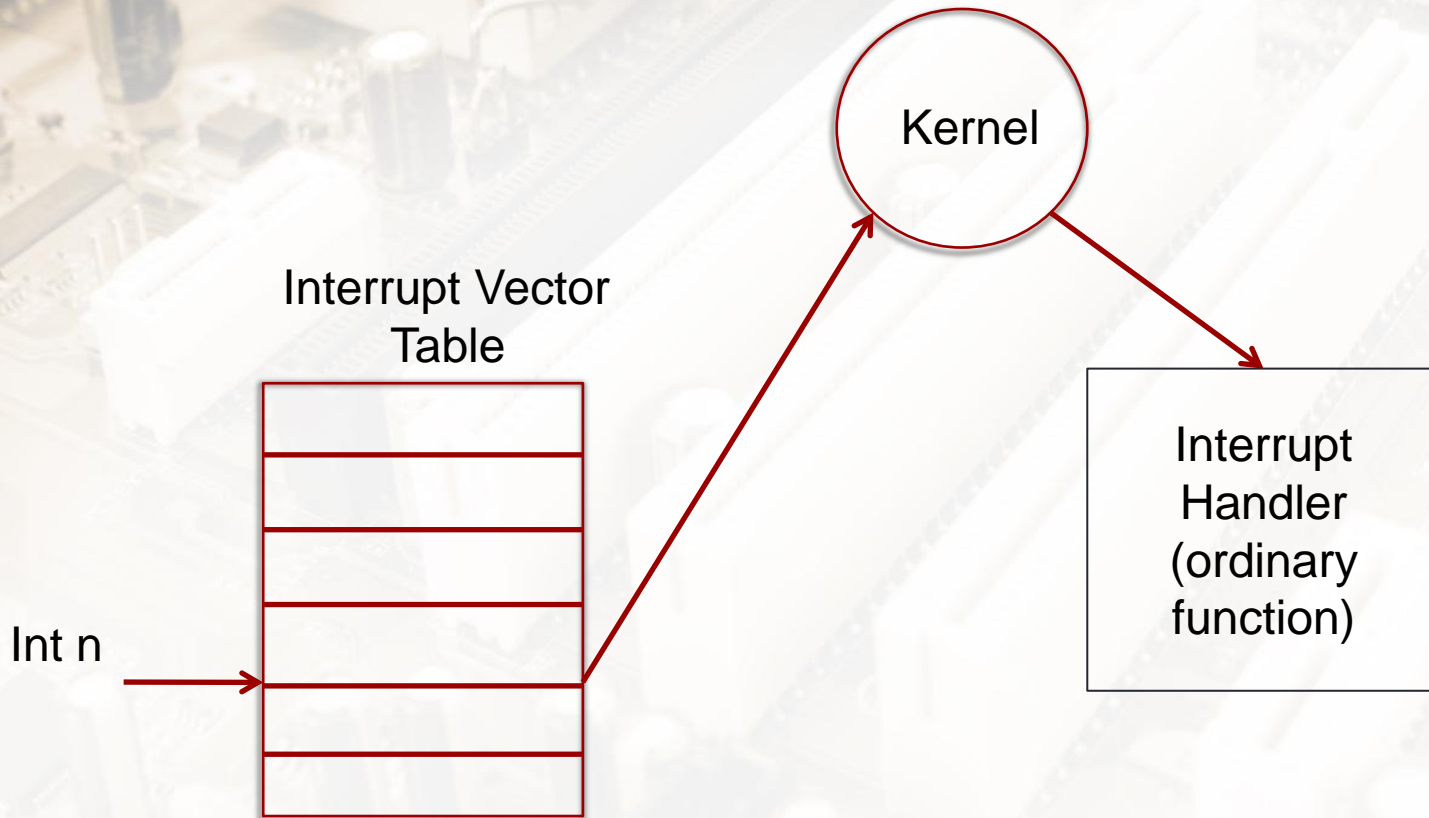 Kernel
Interrupt Vector
Table
Int n
Interrupt
Handler
(ordinary
function)